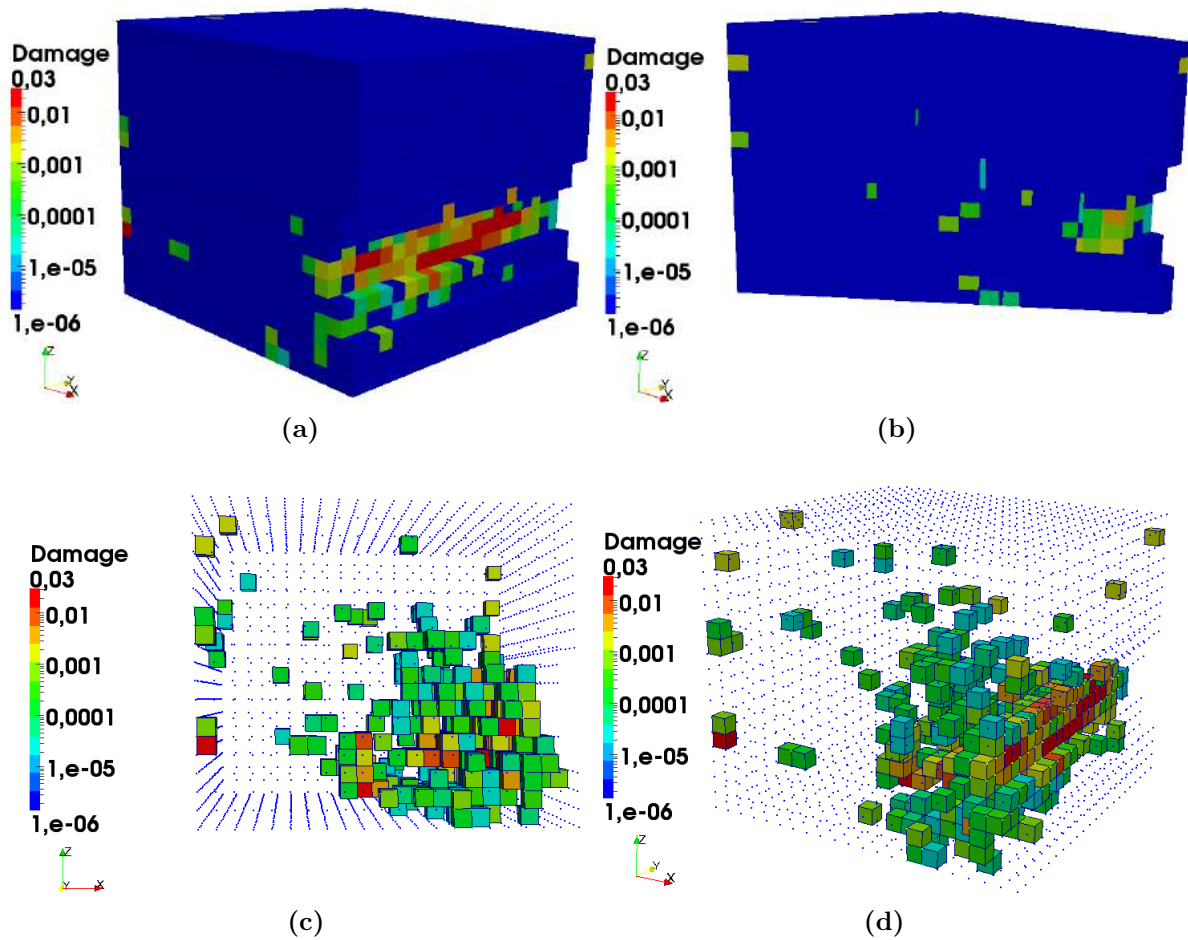 Damage
0,03
0,01
0,001
0,0001
1,e-05
1,e-06
Z
Y
X
(a)
Damage
0,03
0,01
0,001
0,0001
1,e-05
1,e-06
Z
Y
X
(b)
Damage
0,03
0,01
0,001
0,0001
1,e-05
1,e-06
Z
Y
X
(c)
Damage
0,03
0,01
0,001
0,0001
1,e-05
1,e-06
Z
Y
X
(d)